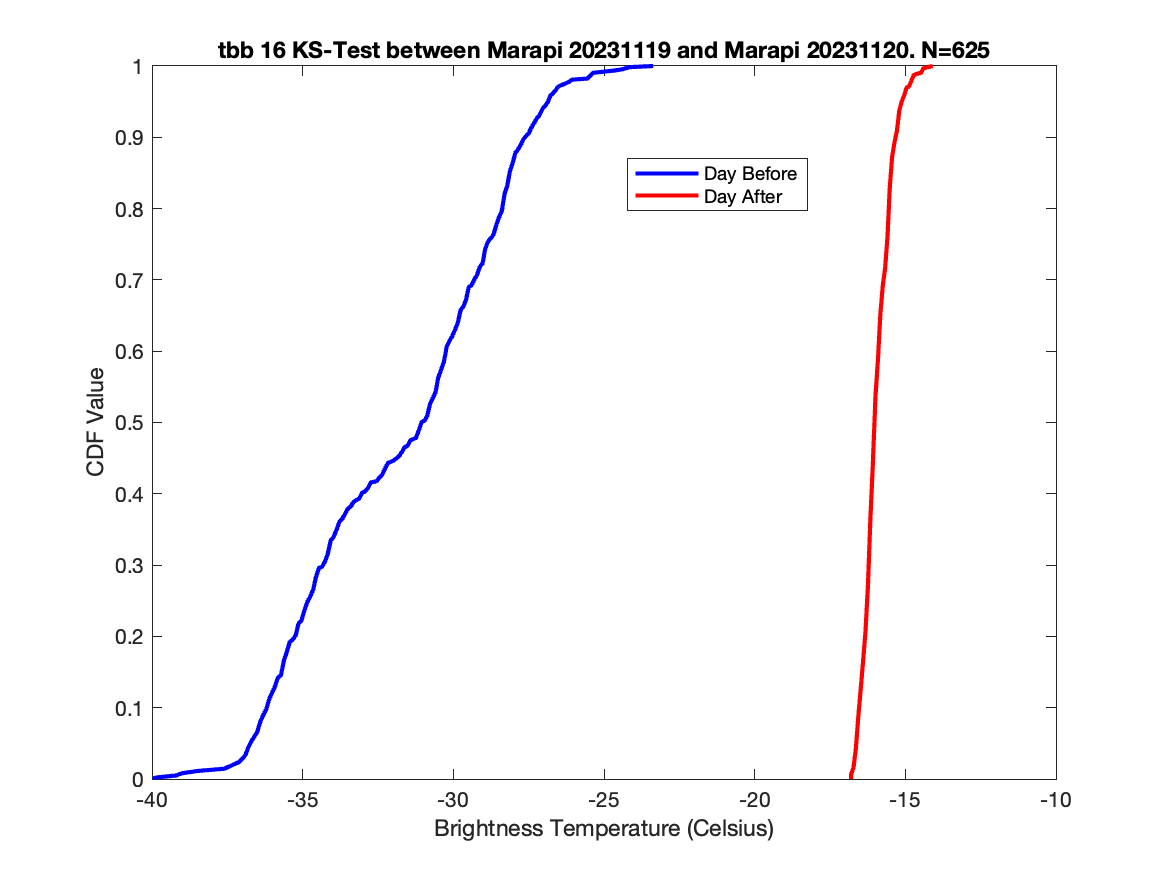 tbb 16 KS-Test between Marapi 20231119 and Marapi 20231120. N=625
1
0.9
0.8
0.7
0.6
0.5
0.4
0.3
0.2
0.1
0
CDF Value
Day Before
Day After
-40 -35 -30 -25 -20 -15 -10
Brightness Temperature (Celsius)